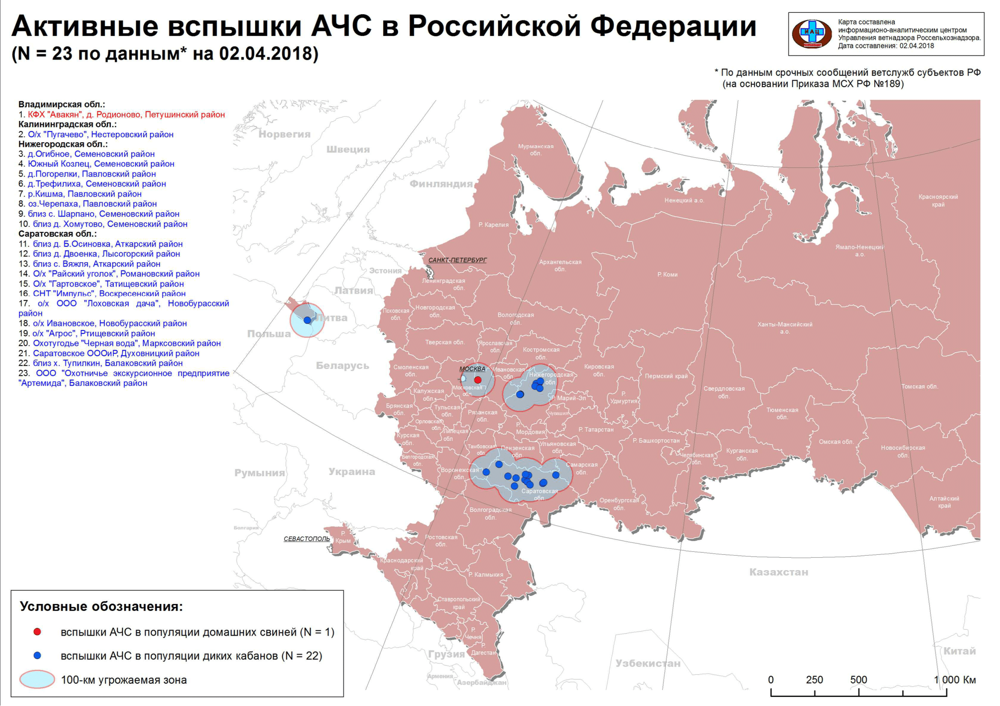 Активные вспышки АЧС в Российской Федерации
(N = 23 по данным* на 02.04.2018)
ИАЦ
Карта составлена
информационо-аналитическим центром
Управления ветнадзора Россельхознадзора.
Дата составления: 02.04.2018
* По данным срочных сообщений ветслужб субъектов РФ
(на основании Приказа МСХ РФ №189)
Владимирская обл.:
1. КФХ "Авакян", д. Родионово, Петушинский район
Калининградская обл.:
2. О/х "Пугачево", Нестеровский район
Нижегородская обл.:
3. д.Огибное, Семеновский район
4. Южный Козлец, Семеновский район
5. д.Погорелки, Павловский район
6. д.Трефилиха, Семеновский район
7. р.Кишма, Павловский район
8. оз.Черепаха, Павловский район
9. близ с. Шарпано, Семеновский район
10. близ д. Хомутово, Семеновский район
Саратовская обл.:
11. близ д. Б.Осиновка, Аткарский район
12. близ д. Двоенка, Лысогорский район
13. близ с. Вяжля, Аткарский район
14. О/х "Райский уголок", Романовский район
15. О/х "Гартовское", Татищевский район
16. СНТ "Импульс", Воскресенский район
17. о/х ООО "Лоховская дача", Новобурасский
район
18. о/х Ивановское, Новобурасский район
19. о/х "Агрос", Ртищевский район
20. Охотугодье "Черная вода", Марксовский район
21. Саратовское ОООиР, Духовницкий район
22. близ х. Тупилкин, Балаковский район
23. ООО "Охотничье экскурсионное предприятие
"Артемида", Балаковский район
Норвегия
Швеция
Финляндия
Мурманская
обл.
Ненецкий а.о.
Красноярский
край
Р. Карелия
Ямало-Ненецкий
а.о.
САНКТ-ПЕТЕРБУРГ
Эстония
Архангельская
обл.
Р. Коми
Ленинградская
обл.
Латвия
Псковская
обл.
Новгородская
обл.
Вологодская
обл.
Литва
Ханты-Мансийский
а.о.
Польша
Тверская обл.
Ярославская
обл.
Костромская
обл.
Беларусь
Смоленская
обл.
МОСКВА
Ивановская
обл.
Нижегородская
обл.
Кировская
обл.
Пермский край
Московская
обл.
Свердловская
обл.
Томская обл.
Калужская
обл.
Р. Марий-Эл
Р.
Удмуртия
Брянская
обл.
Тульская
обл.
Рязанская
обл.
Р.
Чувашия
Тюменская
обл.
Орловская
обл.
Липецкая
обл
Р.
Мордовия
Р. Татарстан
Курская
обл.
Тамбовская
обл.
Пензенская
обл.
Ульяновская
обл.
Р. Башкортостан
Омская обл.
Новосибирская
обл.
Белгородская
обл.
Челябинская
обл.
Курганская
обл.
Румыния
Украина
Воронежская
обл.
Самарская
обл.
Саратовская
обл.
Оренбургская
обл.
Алтайский
край
Волгоградская
обл.
Болгария
СЕВАСТОПОЛЬ
Р.
Крым
Ростовская
обл.
Краснодарский
край
Р. Калмыкия
Казахстан
Ставропольский
край
Р.
Чечня
Р.
Дагестан
Грузия
Армения
Азербайджан
Узбекистан
Китай
Условные обозначения:
вспышки АЧС в популяции домашних свиней (N = 1)
вспышки АЧС в популяции диких кабанов (N = 22)
100-км угрожаемая зона
0 250 500 1 000 Км